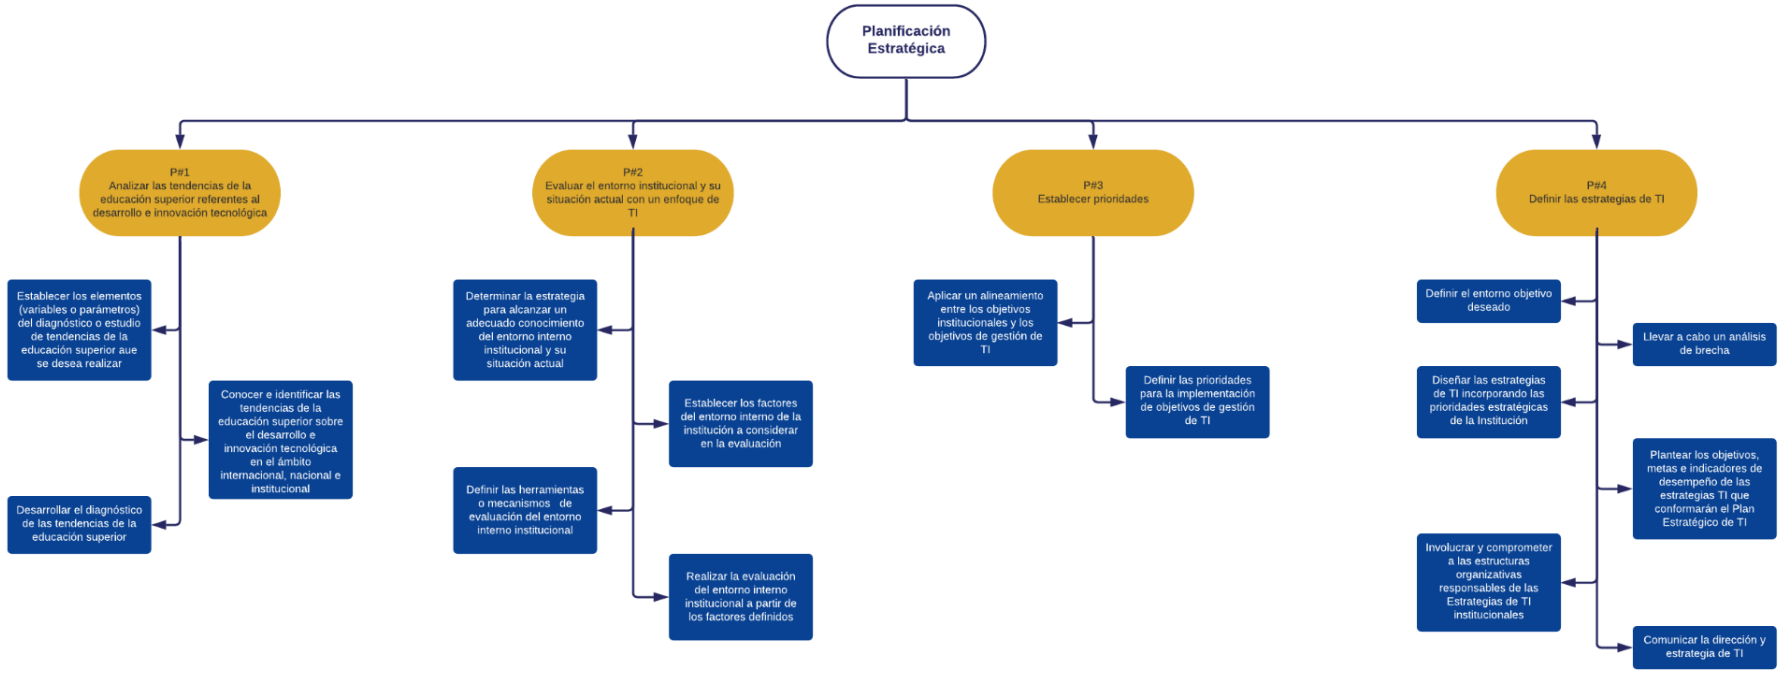 Planificación
Estratégica
P#1
Analizar las tendencias de la
educación superior referentes al
desarrollo e innovación tecnológica
P#2
Evaluar el entorno institucional y su
situación actual con un enfoque de
TI
P#3
Establecer prioridades
P#4
Definir las estrategias de TI
Establecer los elementos
(variables o parámetros)
del diagnóstico o estudio
de tendencias de la
educación superior aue
se desea realizar
Conocer e identificar las
tendencias de la
educación superior sobre
el desarrollo e
innovación tecnológica
en el ámbito
internacional, nacional e
institucional
Desarrollar el diagnóstico
de las tendencias de la
educación superior
Determinar la estrategia
para alcanzar un
adecuado conocimiento
del entorno interno
institucional y su
situación actual
Establecer los factores
del entorno interno de la
institución a considerar
en la evaluación
Definir las herramientas
o mecanismos de
evaluación del entorno
interno institucional
Realizar la evaluación
del entorno interno
institucional a partir de
los factores definidos
Aplicar un alineamiento
entre los objetivos
institucionales y los
objetivos de gestión de
TI
Definir las prioridades
para la implementación
de objetivos de gestión
de TI
Definir el entorno objetivo
deseado
Llevar a cabo un análisis
de brecha
Diseñar las estrategias
de TI incorporando las
prioridades estratégicas
de la Institución
Plantear los objetivos,
metas e indicadores de
desempeño de las
estrategias TI que
conformarán el Plan
Estratégico de TI
Involucrar y comprometer
a las estructuras
organizativas
responsables de las
Estrategias de TI
institucionales
Comunicar la dirección y
estrategia de TI